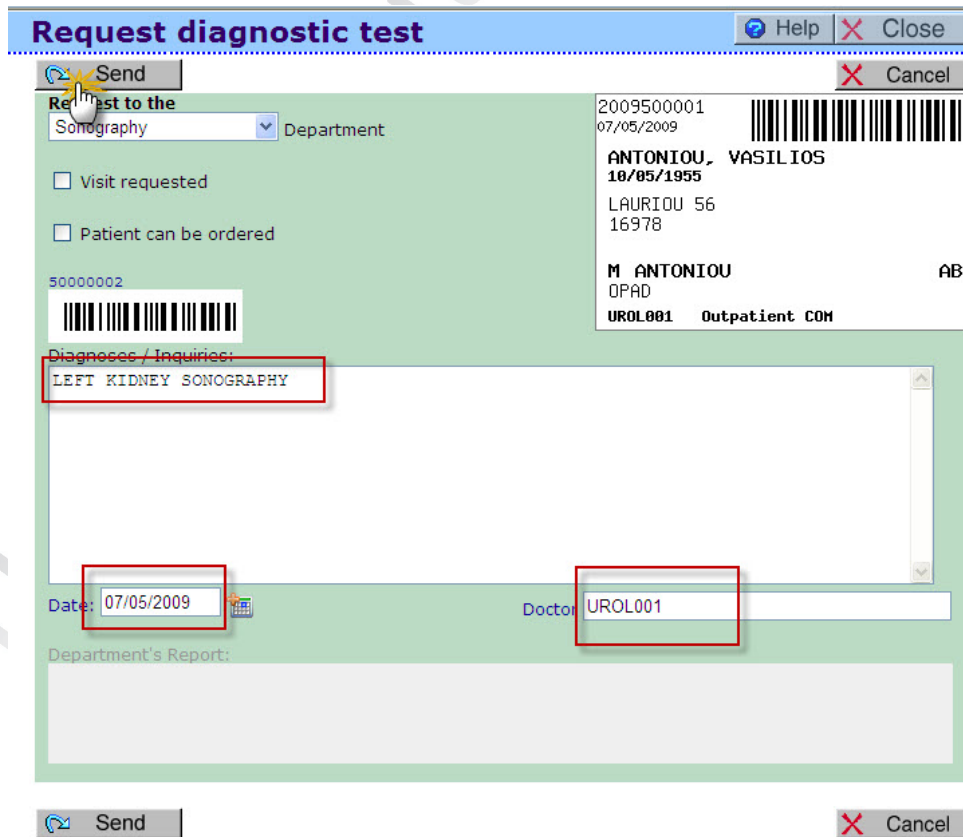 Request diagnostic test
Help
Close
Send
Cancel
Request to the
Sonography
Department
Visit requested
Patient can be ordered
50000002
2009500001
07/05/2009
ANTONIOU, VASILIOS
10/05/1955
LAURIOU 56
16978
M ANTONIOU AB
OPAD
UROL001 Outpatient COM
Diagnoses / Inquiries:
LEFT KIDNEY SONOGRAPHY
Date: 07/05/2009
Doctor UROL001
Department's Report:
Send
Cancel